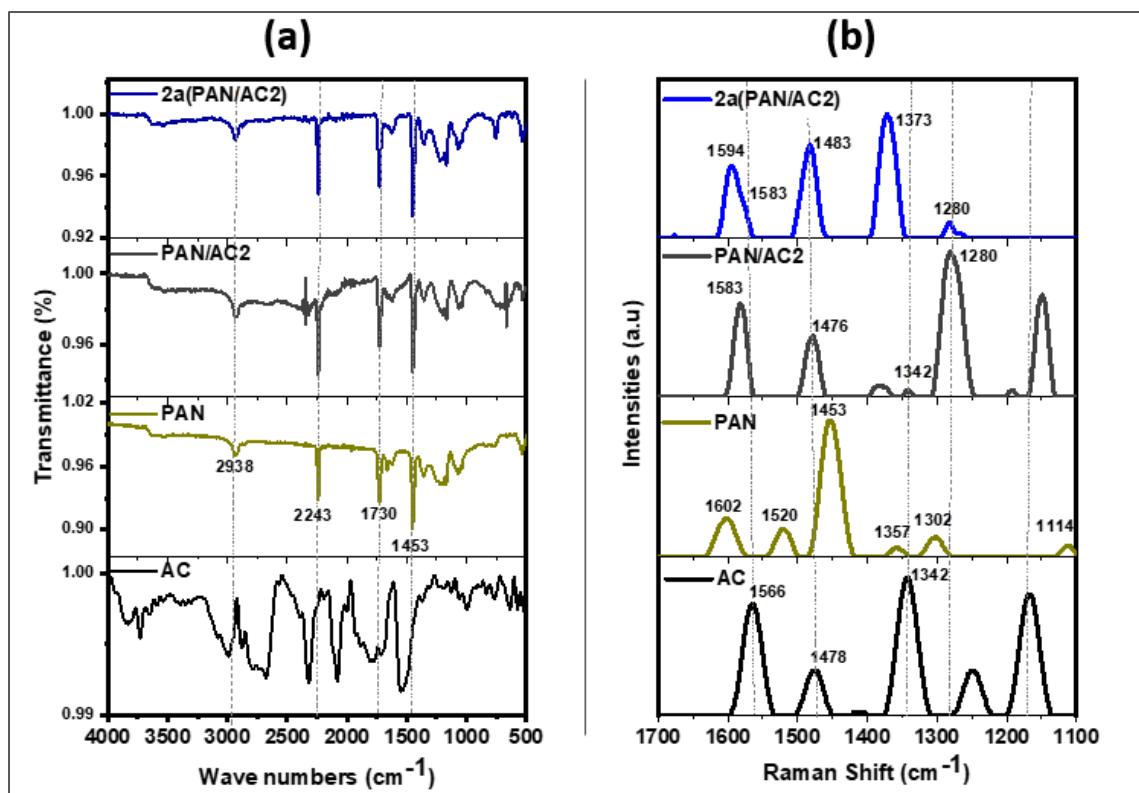 (a)
(b)
2a(PAN/AC2)
1.00
0.96
0.92
PAN/AC2
1.00
0.96
PAN
1.02
0.96
0.90
2938
2243
1730
1453
AC
1.00
0.99
4000 3500 3000 2500 2000 1500 1000 500
Wave numbers (cm⁻¹)
Transmittance (%)
2a(PAN/AC2)
1594
1583
1483
1373
1280
PAN/AC2
1583
1476
1342
1280
PAN
1602
1520
1453
1357
1302
1114
AC
1566
1478
1342
1700 1600 1500 1400 1300 1200 1100
Raman Shift (cm⁻¹)
Intensities (a.u)